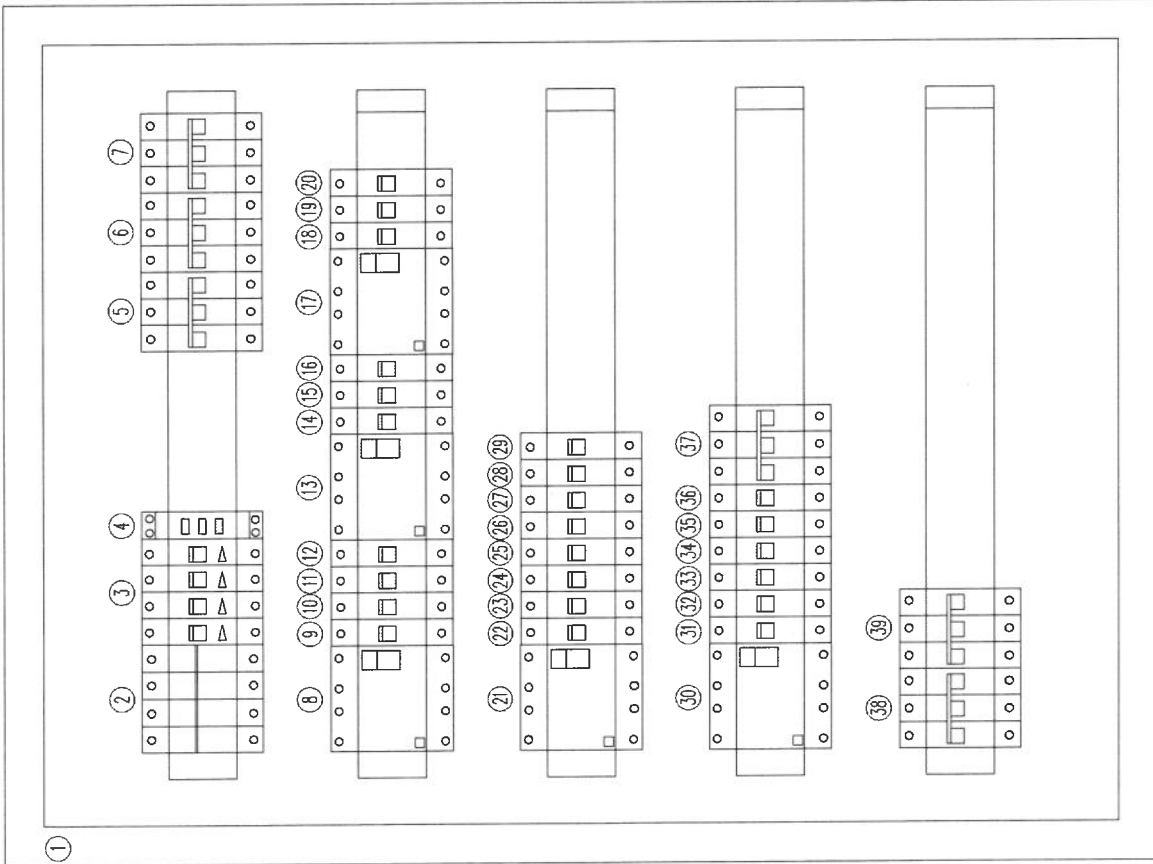 ①
② ③ ④ ⑤ ⑥ ⑦
⑧ ⑨ ⑩ ⑪ ⑫ ⑬ ⑭ ⑮ ⑯ ⑰ ⑱ ⑲ ⑳
㉑ ㉒ ㉓ ㉔ ㉕ ㉖ ㉗ ㉘ ㉙
㉚ ㉛ ㉜ ㉝ ㉞ ㉟ ㊱ ㊲
㊳ ㊴